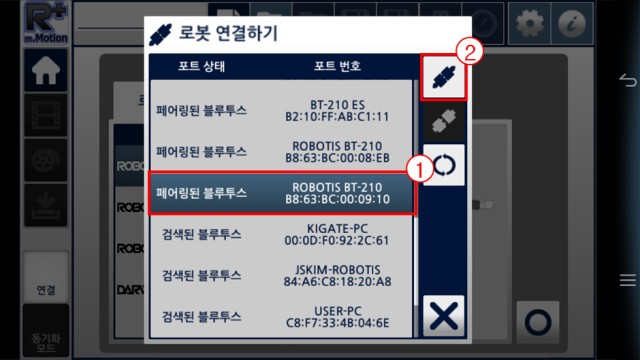 R+
m.Motion
로봇 연결하기
②
포트 상태 포트 번호
페어링된 블루투스 BT-210 ES
B2:10:FF:AB:C1:11
페어링된 블루투스 ROBOTIS BT-210
B8:63:BC:00:08:EB
①
페어링된 블루투스 ROBOTIS BT-210
B8:63:BC:00:09:10
검색된 블루투스 KIGATE-PC
00:0D:F0:92:2C:61
검색된 블루투스 JSKIM-ROBOTIS
84:A6:C8:18:20:A8
검색된 블루투스 USER-PC
C8:F7:33:4B:04:6E
연결
동기화
모드